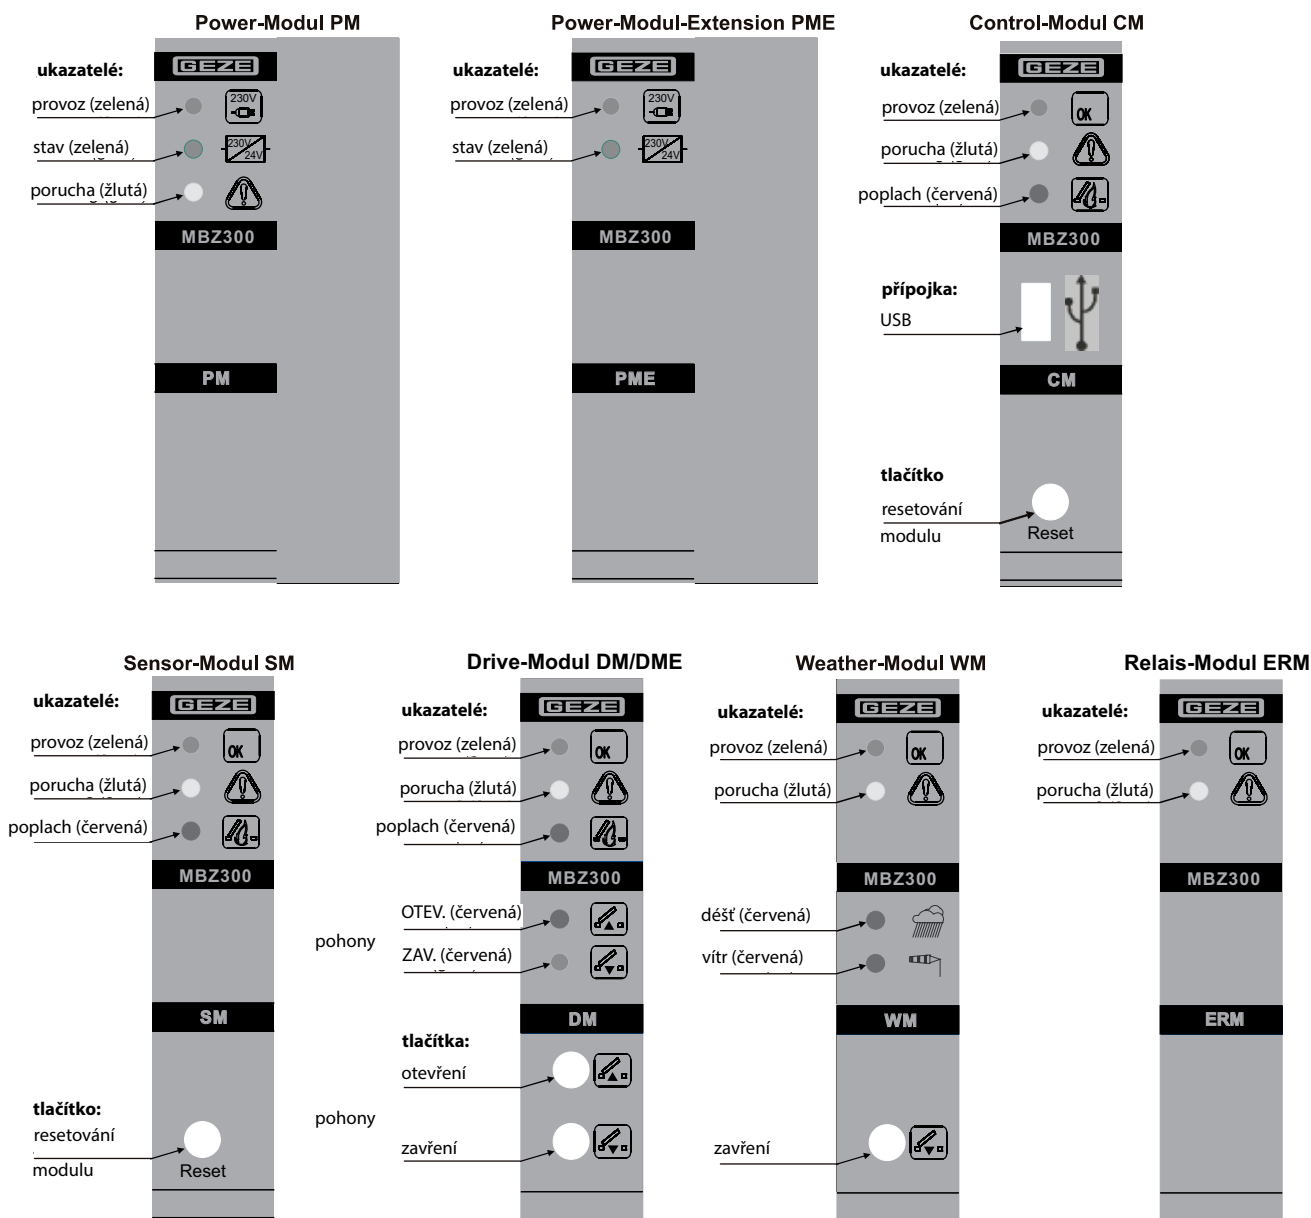 Power-Modul PM
ukazatelé:
GEZE
provoz (zelená)
230V
stav (zelená)
230V
24V
porucha (žlutá)
MBZ300
PM
Power-Modul-Extension PME
ukazatelé:
GEZE
provoz (zelená)
230V
stav (zelená)
230V
24V
MBZ300
PME
Control-Modul CM
ukazatelé:
GEZE
provoz (zelená)
OK
porucha (žlutá)
poplach (červená)
MBZ300
přípojka:
USB
CM
tlačítko
resetování
modulu
Reset
Sensor-Modul SM
ukazatelé:
GEZE
provoz (zelená)
OK
porucha (žlutá)
poplach (červená)
MBZ300
SM
tlačítko:
resetování
modulu
Reset
Drive-Modul DM/DME
ukazatelé:
GEZE
provoz (zelená)
OK
porucha (žlutá)
poplach (červená)
MBZ300
OTEV. (červená)
pohony
ZAV. (červená)
DM
tlačítka:
otevření
pohony
zavření
Weather-Modul WM
ukazatelé:
GEZE
provoz (zelená)
OK
porucha (žlutá)
MBZ300
déšť (červená)
vítr (červená)
WM
zavření
Relais-Modul ERM
ukazatelé:
GEZE
provoz (zelená)
OK
porucha (žlutá)
MBZ300
ERM